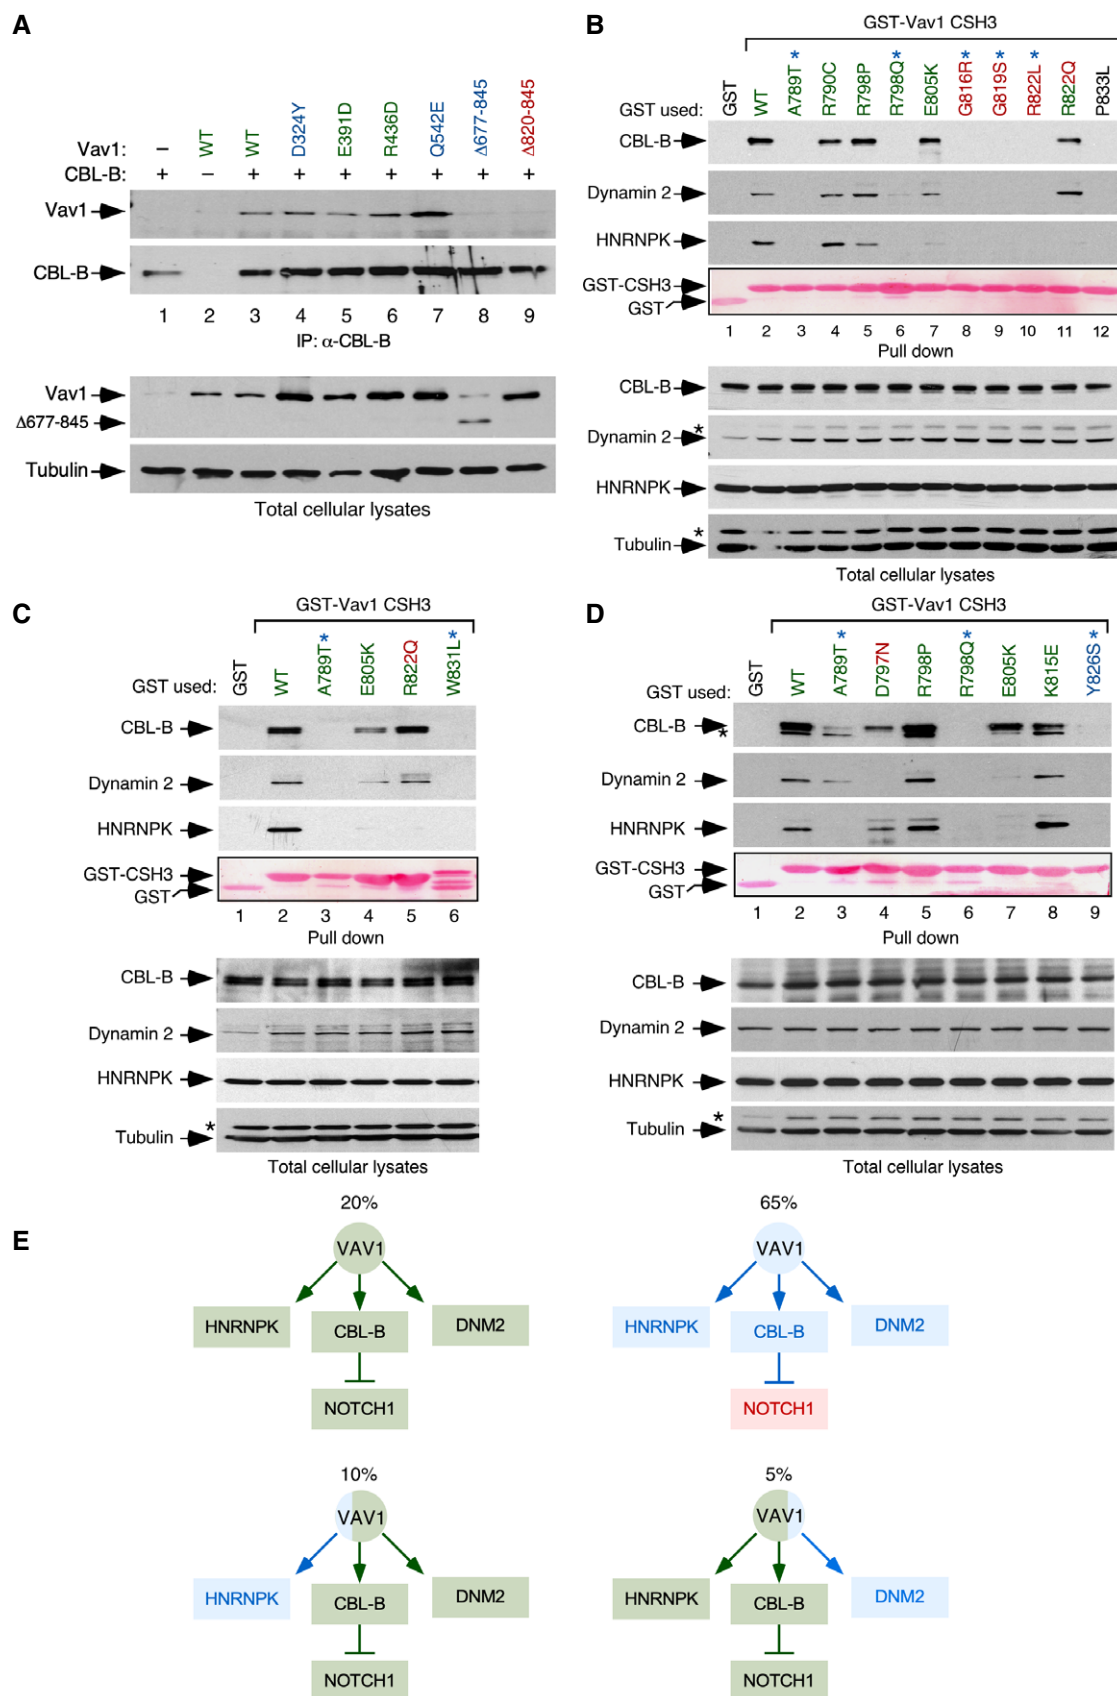 A
Vav1: – WT WT D324Y E391D R436D Q542E Δ677-845 Δ820-845
CBL-B: + – + + + + + + +
Vav1
CBL-B
1 2 3 4 5 6 7 8 9
IP: α-CBL-B
Vav1
Δ677-845
Tubulin
Total cellular lysates
B
GST-Vav1 CSH3
GST used: GST WT A789T* R790C R798P R798Q* E805K G816R* G819S* R822L* R822Q P833L
CBL-B
Dynamin 2
HNRNPK
GST-CSH3
GST
1 2 3 4 5 6 7 8 9 10 11 12
Pull down
CBL-B
*
Dynamin 2
HNRNPK
*
Tubulin
Total cellular lysates
C
GST-Vav1 CSH3
GST used: GST WT A789T* E805K R822Q W831L*
CBL-B
Dynamin 2
HNRNPK
GST-CSH3
GST
1 2 3 4 5 6
Pull down
CBL-B
Dynamin 2
HNRNPK
*
Tubulin
Total cellular lysates
D
GST-Vav1 CSH3
GST used: GST WT A789T* D797N R798P R798Q* E805K K815E Y826S*
CBL-B
*
Dynamin 2
HNRNPK
GST-CSH3
GST
1 2 3 4 5 6 7 8 9
Pull down
CBL-B
Dynamin 2
HNRNPK
*
Tubulin
Total cellular lysates
E
20%
VAV1
HNRNPK CBL-B DNM2
NOTCH1
65%
VAV1
HNRNPK CBL-B DNM2
NOTCH1
10%
VAV1
HNRNPK CBL-B DNM2
NOTCH1
5%
VAV1
HNRNPK CBL-B DNM2
NOTCH1